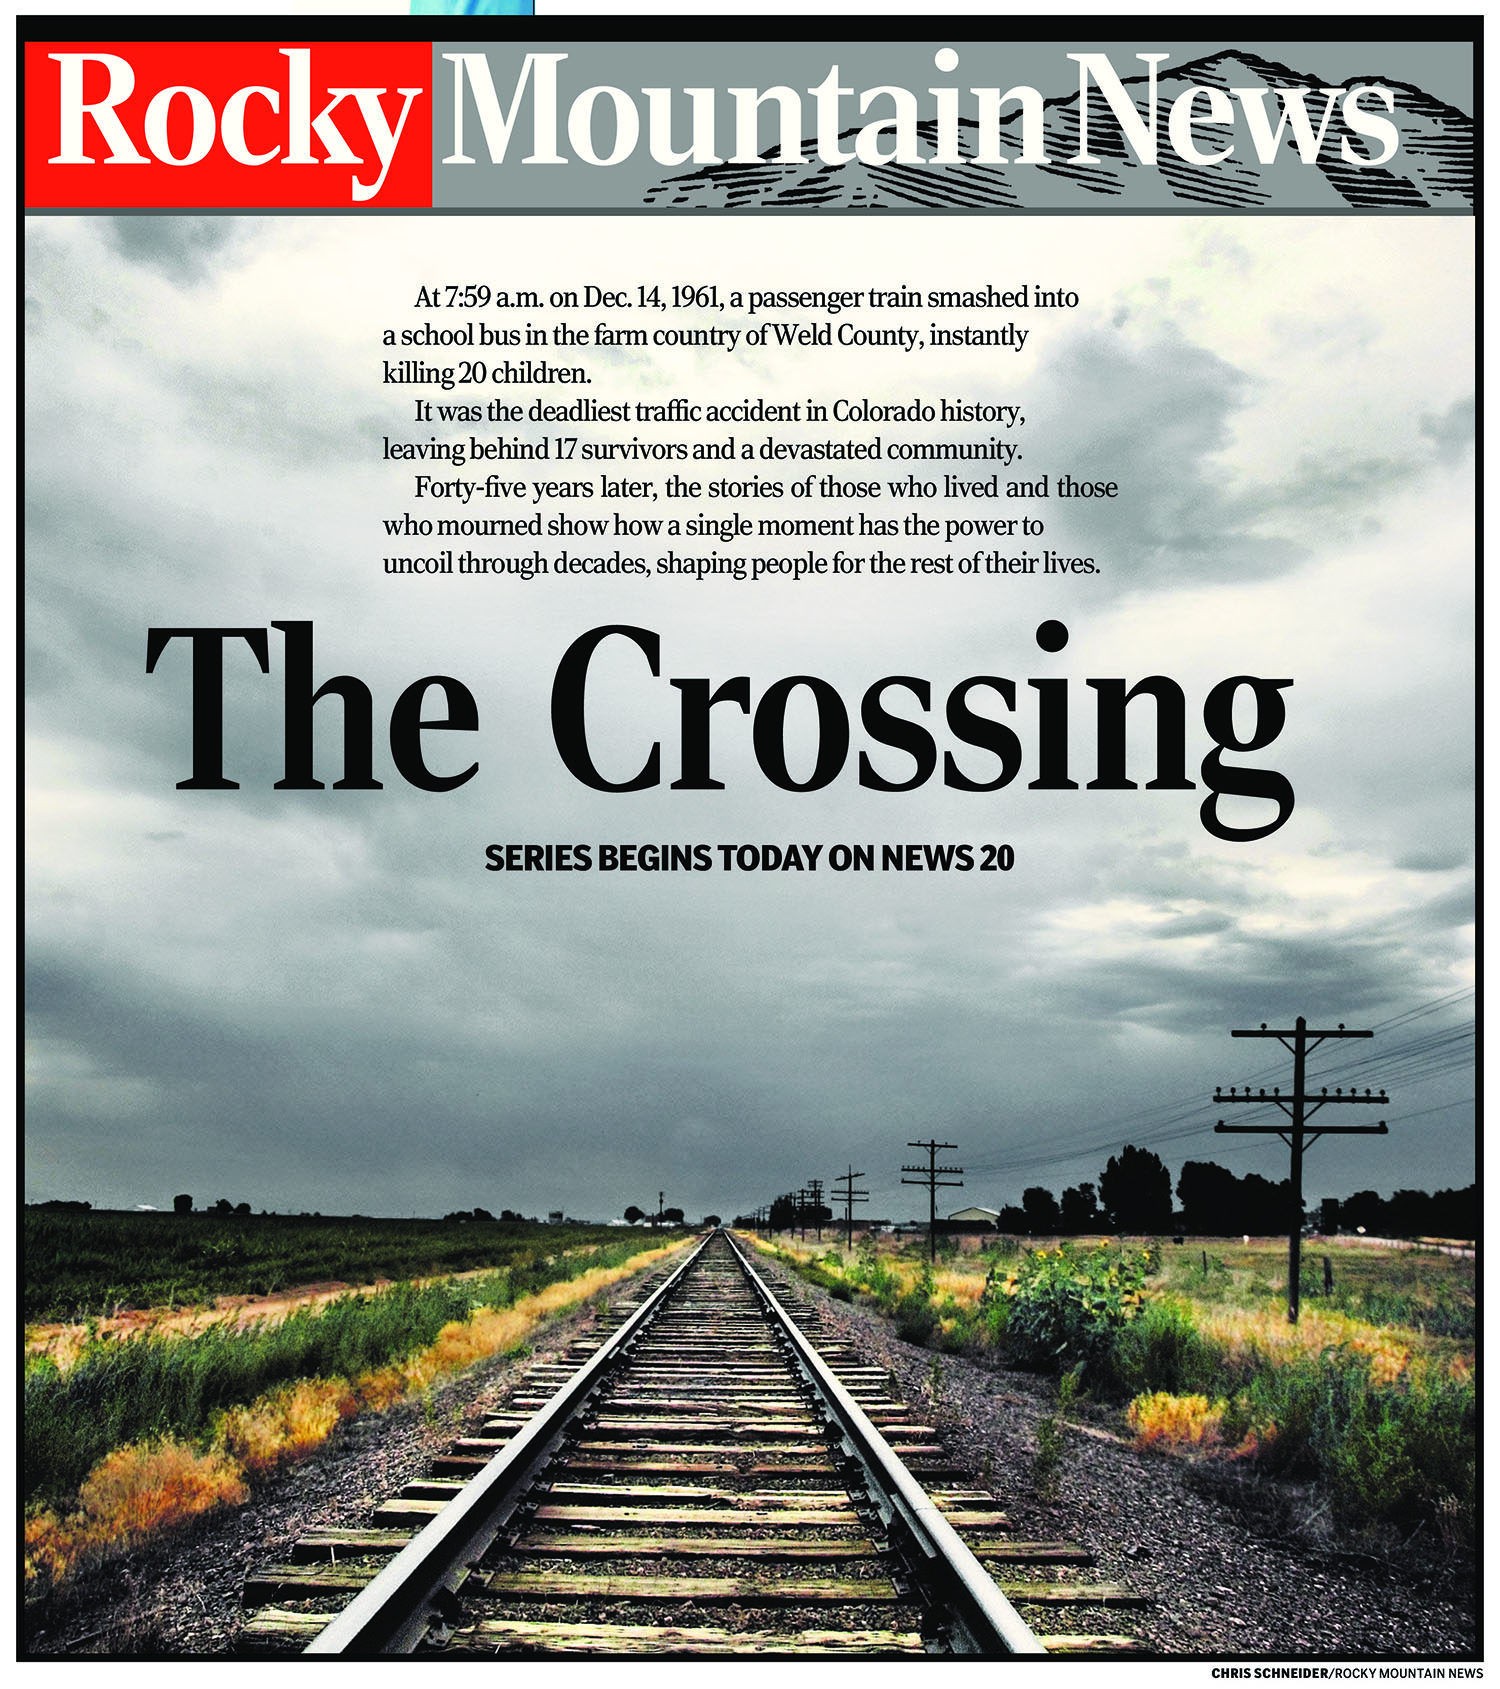 Rocky Mountain News
At 7:59 a.m. on Dec. 14, 1961, a passenger train smashed into
a school bus in the farm country of Weld County, instantly
killing 20 children.
It was the deadliest traffic accident in Colorado history,
leaving behind 17 survivors and a devastated community.
Forty-five years later, the stories of those who lived and those
who mourned show how a single moment has the power to
uncoil through decades, shaping people for the rest of their lives.
The Crossing
SERIES BEGINS TODAY ON NEWS 20
CHRIS SCHNEIDER/ROCKY MOUNTAIN NEWS